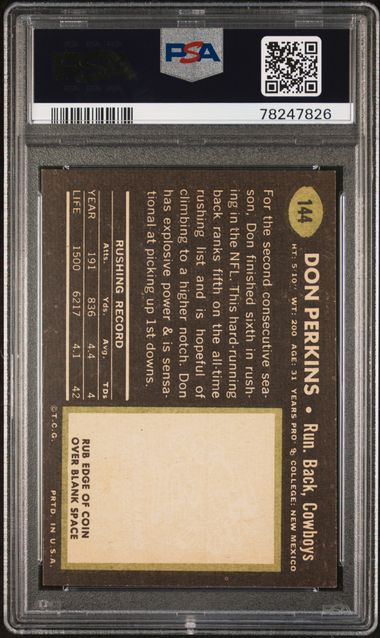 PSA
78247826
144
DON PERKINS • Run. Back, Cowboys
HT: 5'10" WT: 200 AGE: 31 YEARS PRO: 8 COLLEGE: NEW MEXICO
For the second consecutive sea-
son, Don finished sixth in rush-
ing in the NFL. This hard-running
back ranks fifth on the all-time
rushing list and is hopeful of
climbing to a higher notch. Don
has explosive power & is sensa-
tional at picking up 1st downs.
RUSHING RECORD
Atts. Yds. Avg. TDs
YEAR 191 836 4.4 4
LIFE 1500 6217 4.1 42
RUB EDGE OF COIN
OVER BLANK SPACE
©T.C.G. PRTD. IN U.S.A.